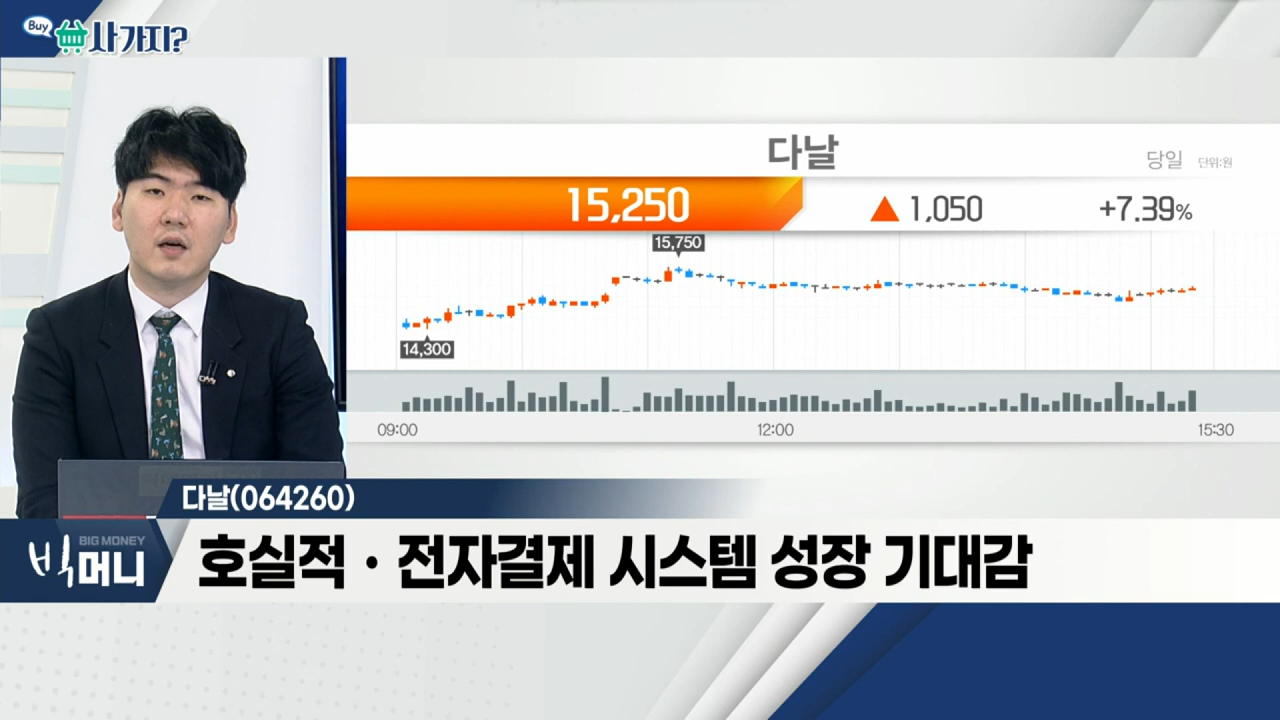 Buy
사가지?
다날
당일 단위:원
15,250 ▲ 1,050 +7.39%
15,750
14,300
09:00 12:00 15:30
다날(064260)
BIG MONEY
빅머니
호실적 · 전자결제 시스템 성장 기대감